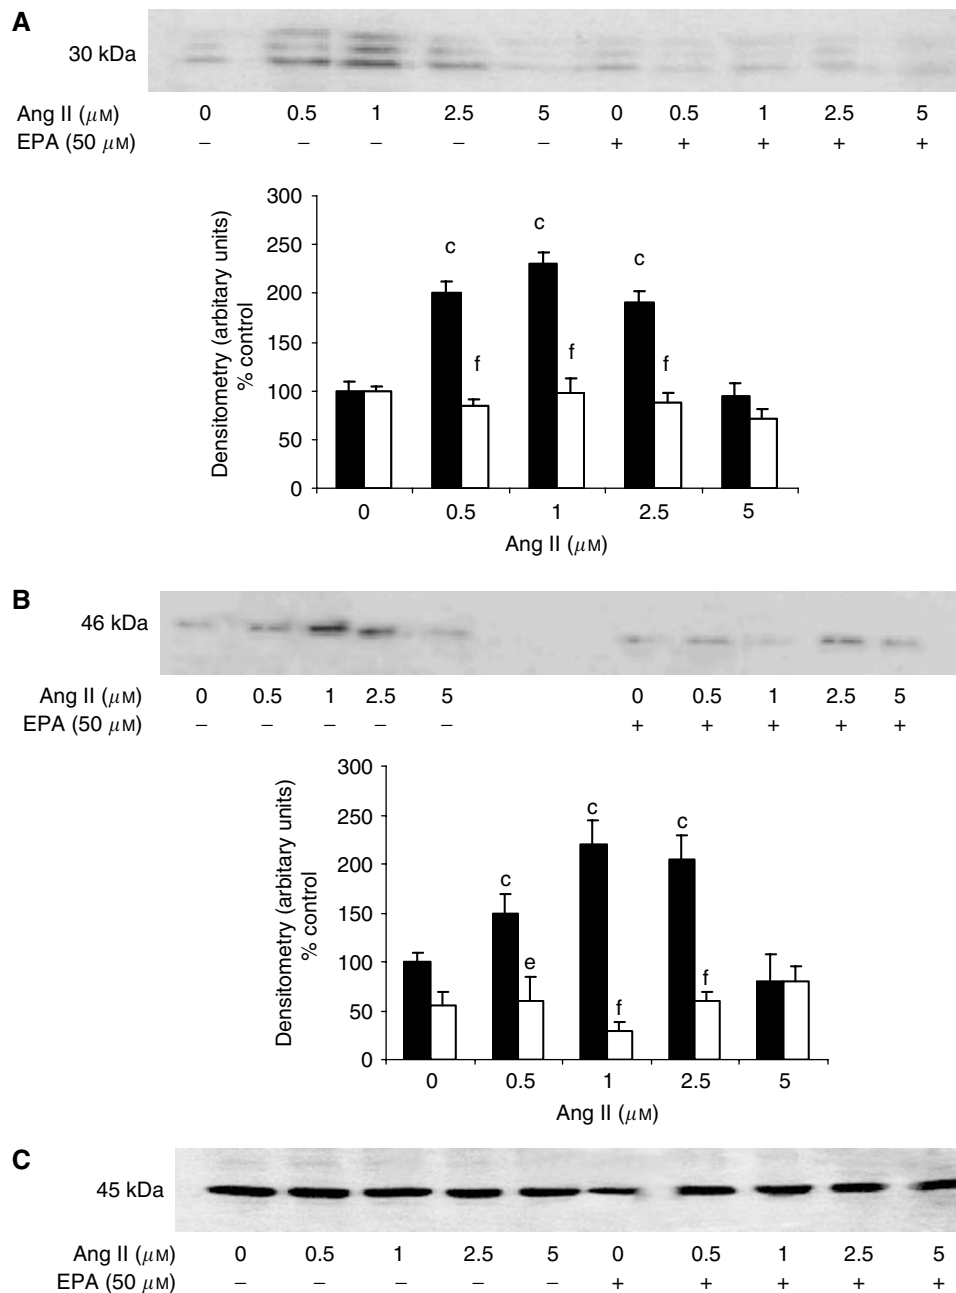 A
30 kDa
Ang II (μM) 0 0.5 1 2.5 5 0 0.5 1 2.5 5
EPA (50 μM) – – – – – + + + + +
Densitometry (arbitary units)
% control
300
250
200
150
100
50
0
c
c
c
f
f
f
0 0.5 1 2.5 5
Ang II (μM)
B
46 kDa
Ang II (μM) 0 0.5 1 2.5 5 0 0.5 1 2.5 5
EPA (50 μM) – – – – – + + + + +
Densitometry (arbitary units)
% control
300
250
200
150
100
50
0
c
c
c
e
f
f
0 0.5 1 2.5 5
Ang II (μM)
C
45 kDa
Ang II (μM) 0 0.5 1 2.5 5 0 0.5 1 2.5 5
EPA (50 μM) – – – – – + + + + +